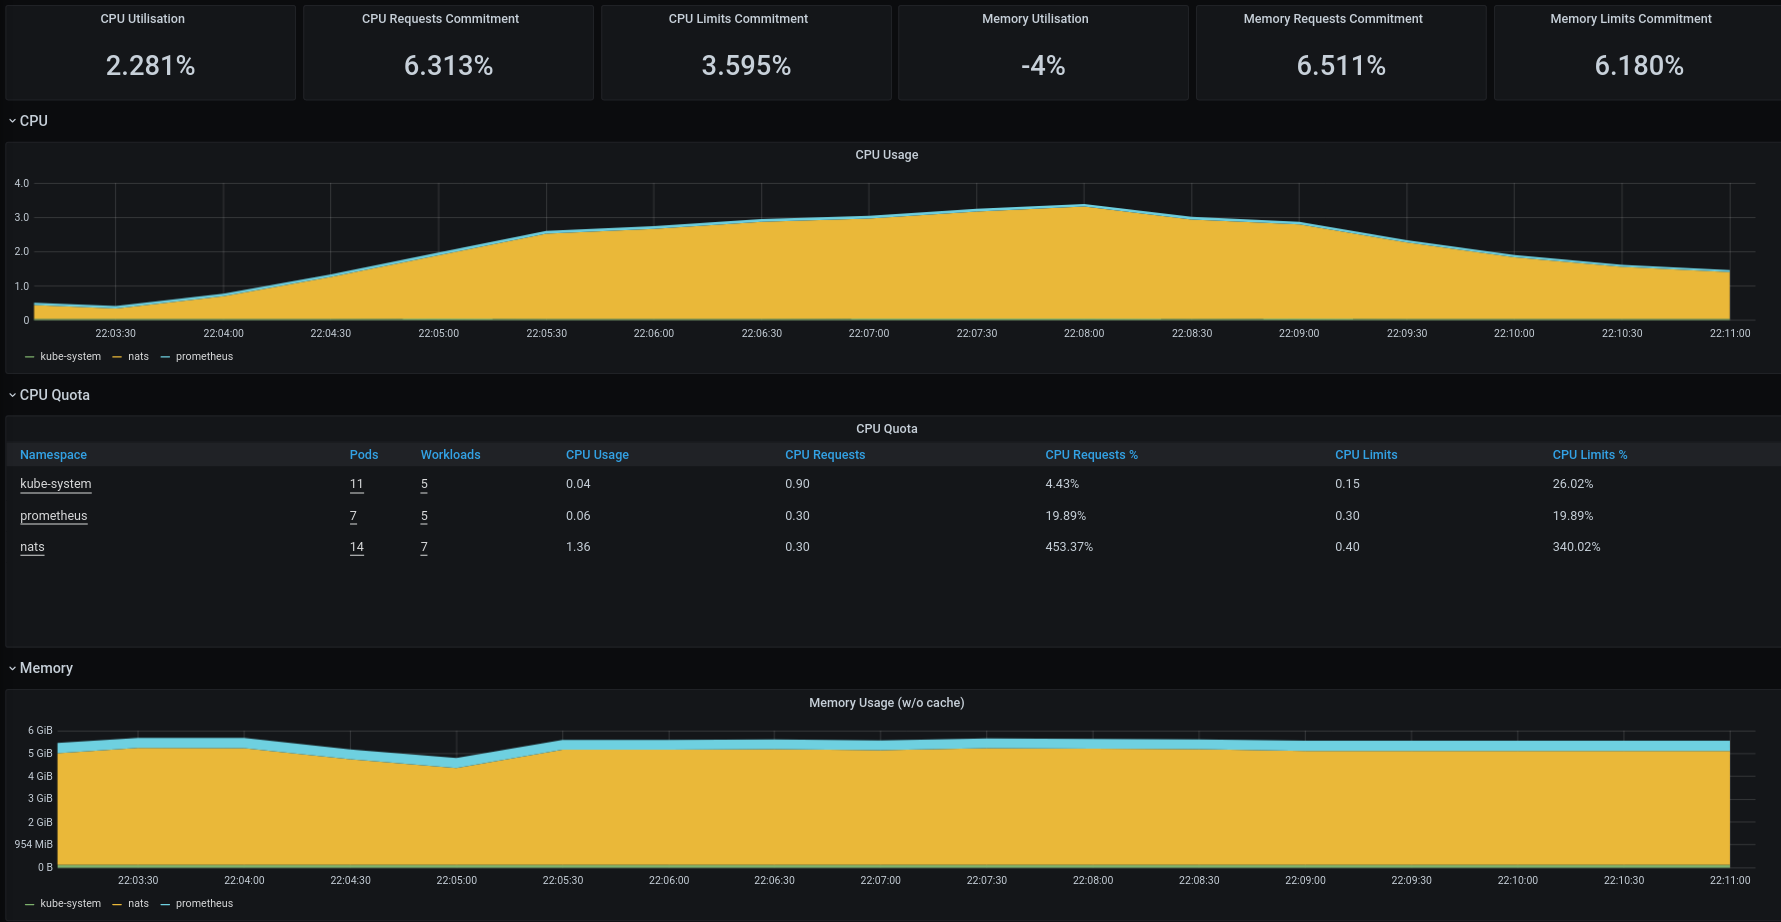 CPU Utilisation CPU Requests Commitment CPU Limits Commitment Memory Utilisation Memory Requests Commitment Memory Limits Commitment
2.281% 6.313% 3.595% -4% 6.511% 6.180%
CPU
CPU Usage
4.0
3.0
2.0
1.0
0
22:03:30 22:04:00 22:04:30 22:05:00 22:05:30 22:06:00 22:06:30 22:07:00 22:07:30 22:08:00 22:08:30 22:09:00 22:09:30 22:10:00 22:10:30 22:11:00
kube-system nats prometheus
CPU Quota
CPU Quota
Namespace Pods Workloads CPU Usage CPU Requests CPU Requests % CPU Limits CPU Limits %
kube-system 11 5 0.04 0.90 4.43% 0.15 26.02%
prometheus 7 5 0.06 0.30 19.89% 0.30 19.89%
nats 14 7 1.36 0.30 453.37% 0.40 340.02%
Memory
Memory Usage (w/o cache)
6 GiB
5 GiB
4 GiB
3 GiB
2 GiB
954 MiB
0 B
22:03:30 22:04:00 22:04:30 22:05:00 22:05:30 22:06:00 22:06:30 22:07:00 22:07:30 22:08:00 22:08:30 22:09:00 22:09:30 22:10:00 22:10:30 22:11:00
kube-system nats prometheus